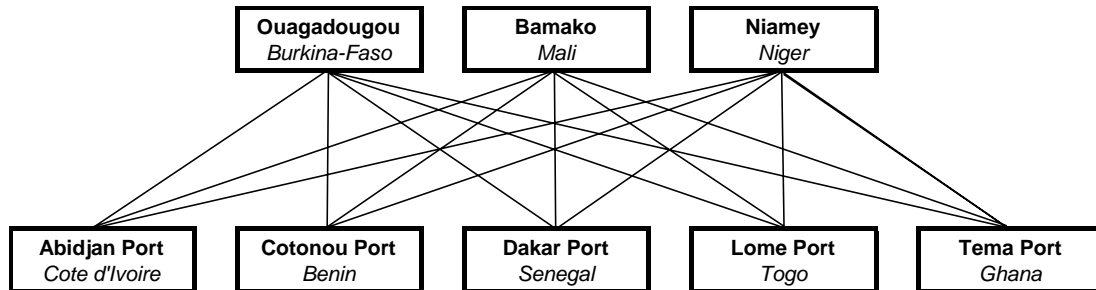 Ouagadougou
Burkina-Faso
Bamako
Mali
Niamey
Niger
Abidjan Port
Cote d'Ivoire
Cotonou Port
Benin
Dakar Port
Senegal
Lome Port
Togo
Tema Port
Ghana